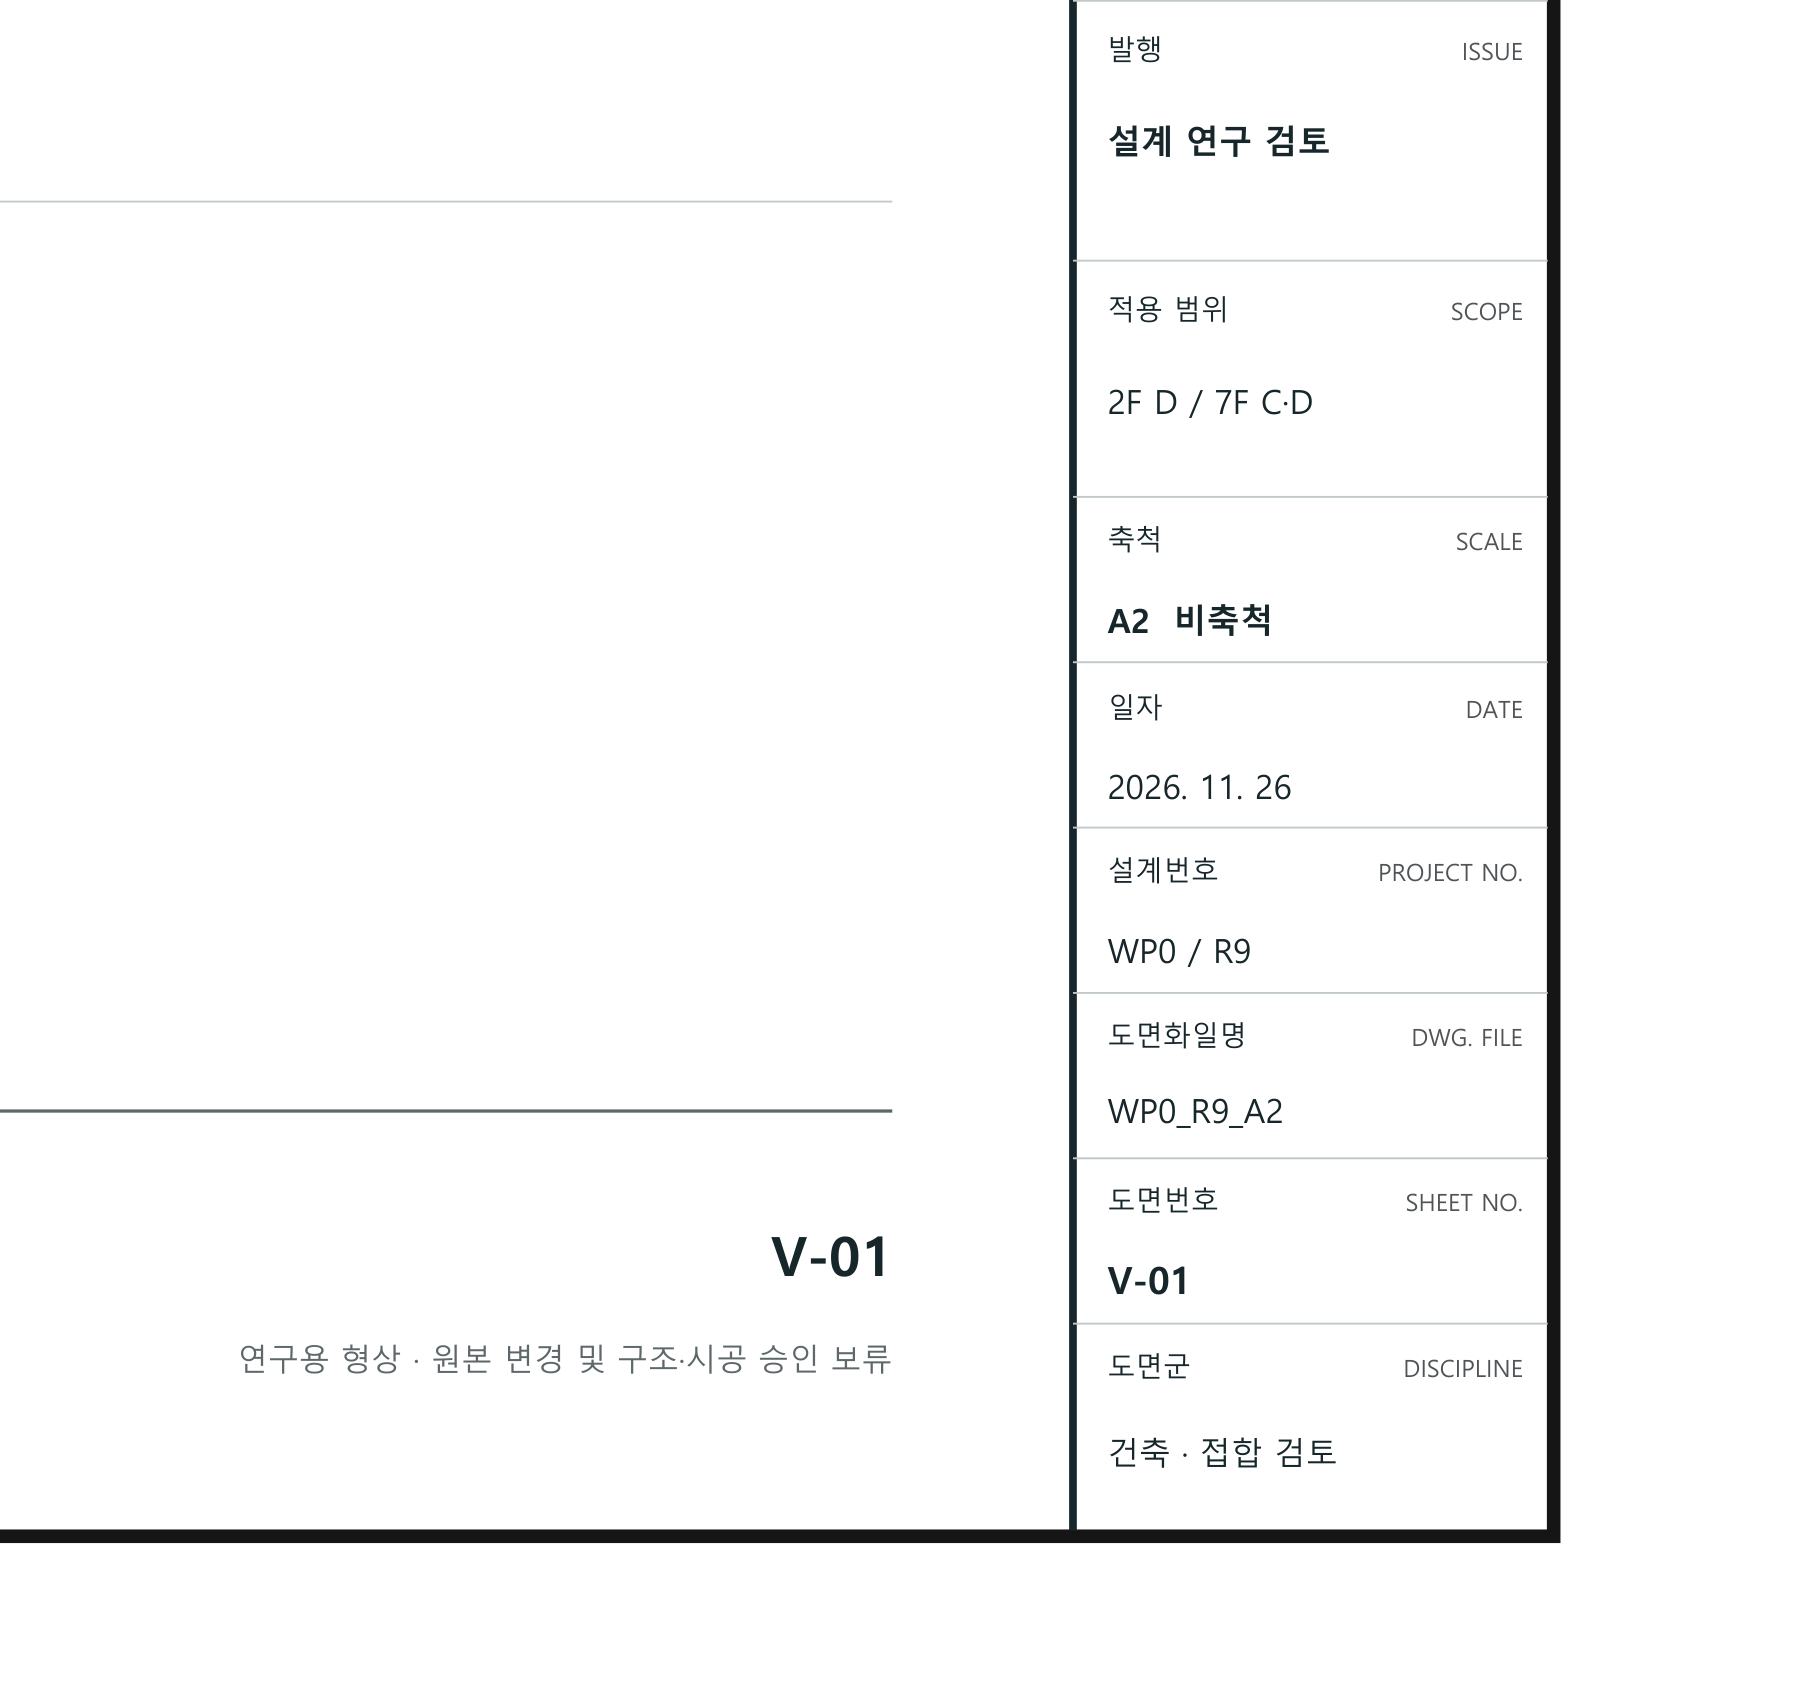 발행 ISSUE
설계 연구 검토
적용 범위 SCOPE
2F D / 7F C·D
축척 SCALE
A2 비축척
일자 DATE
2026. 11. 26
설계번호 PROJECT NO.
WP0 / R9
도면화일명 DWG. FILE
WP0_R9_A2
도면번호 SHEET NO.
V-01
도면군 DISCIPLINE
건축 · 접합 검토
V-01
연구용 형상 · 원본 변경 및 구조·시공 승인 보류